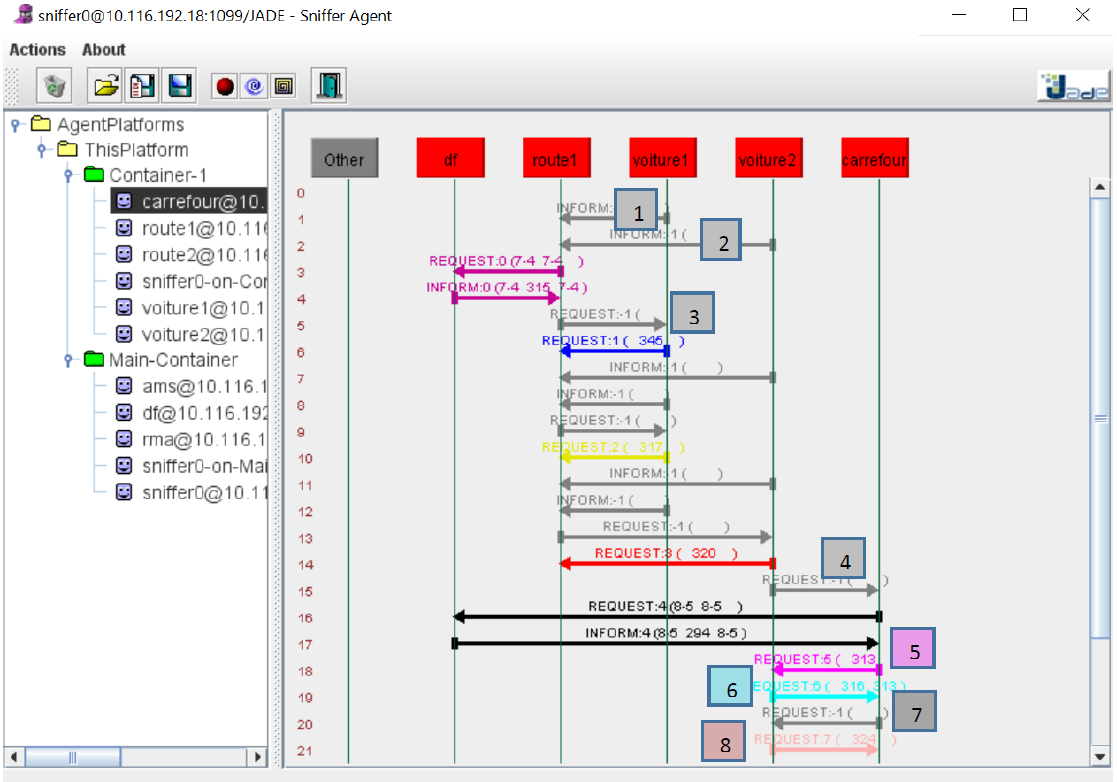 sniffer0@10.116.192.18:1099/JADE - Sniffer Agent
Actions About
Jade
AgentPlatforms
ThisPlatform
Container-1
carrefour@10.
route1@10.116
route2@10.116
sniffer0-on-Cor
voiture1@10.1
voiture2@10.1
Main-Container
ams@10.116.1
df@10.116.192
rma@10.116.1
sniffer0-on-Mai
sniffer0@10.11
Other df route1 voiture1 voiture2 carrefour
0
INFORM: 1
1
INFORM:-1 ( 2
2
REQUEST:0 (7-4 7-4 )
3
INFORM:0 (7-4 315 7-4 )
4
REQUEST:-1 ( 3
5
REQUEST:1 ( 345 )
6
INFORM:-1 ( )
7
INFORM:-1 ( )
8
REQUEST:-1 ( )
9
REQUEST:2 ( 317 )
10
INFORM:-1 ( )
11
INFORM:-1 ( )
12
REQUEST:-1 ( )
13
REQUEST:3 ( 320 )
14
4
REQUEST:-1 ( )
15
REQUEST:4 (8-5 8-5 )
16
INFORM:4 (8-5 294 8-5 )
17
REQUEST:5 ( 313 5
18
6 EQUEST:6 ( 316 313 )
19
REQUEST:-1 ( ) 7
20
8 REQUEST:7 ( 324 )
21